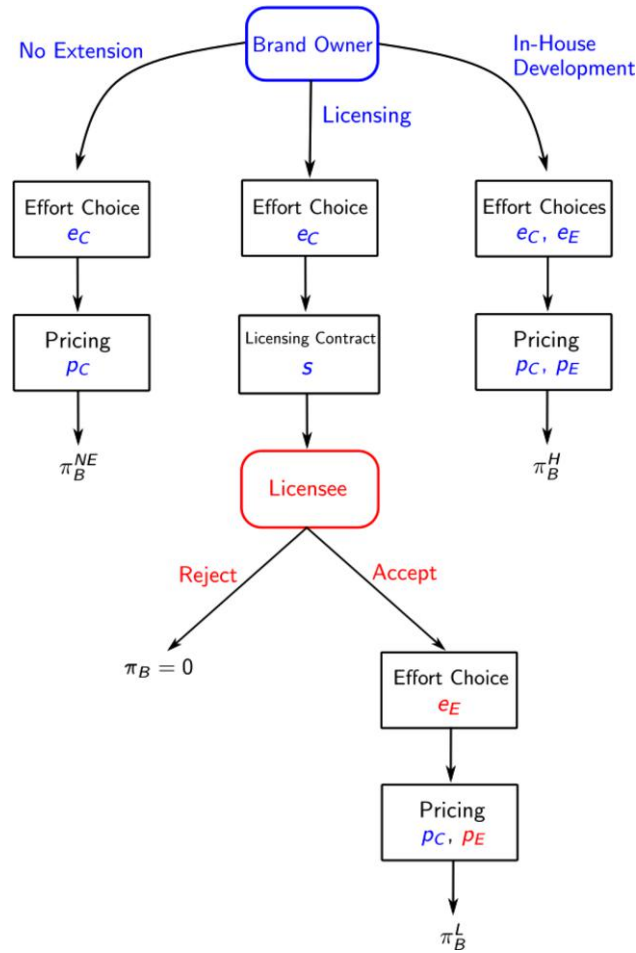 Brand Owner
No Extension
In-House
Development
Licensing
Effort Choice
e_C
Effort Choice
e_C
Effort Choices
e_C, e_E
Pricing
p_C
Licensing Contract
s
Pricing
p_C, p_E
π_B^{NE}
π_B^H
Licensee
Reject
Accept
π_B = 0
Effort Choice
e_E
Pricing
p_C, p_E
π_B^L